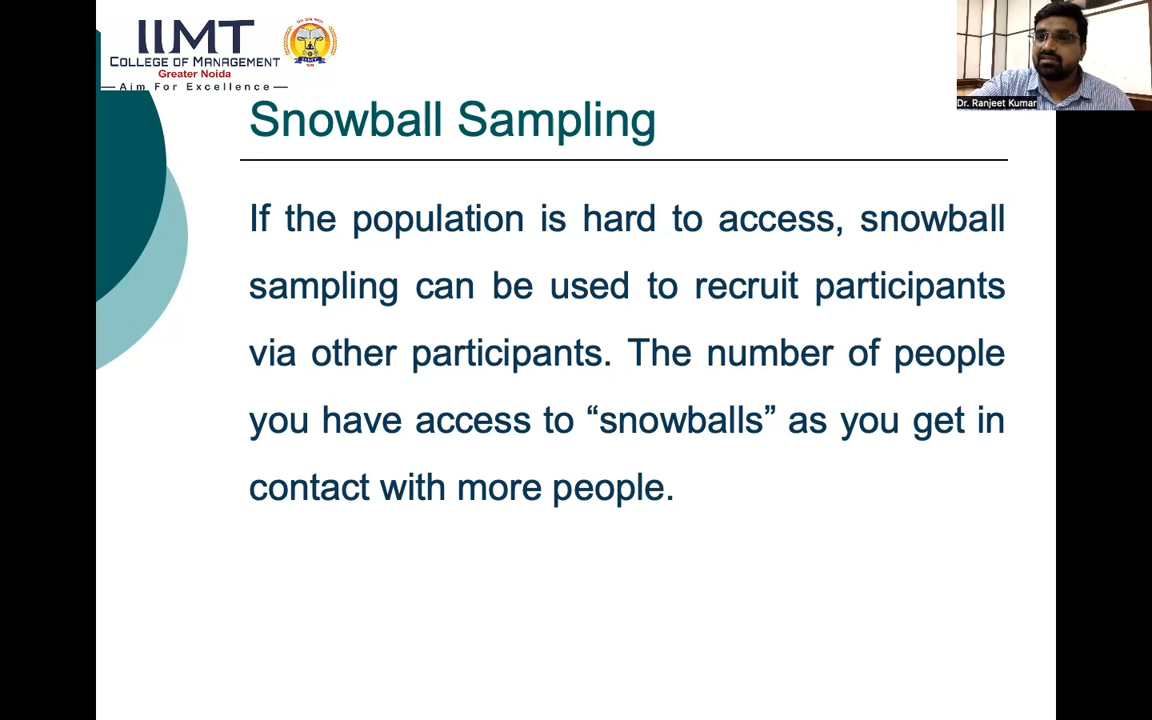 IIMT
COLLEGE OF MANAGEMENT
Greater Noida
Aim For Excellence
Dr. Ranjeet Kumar
Snowball Sampling
If the population is hard to access, snowball
sampling can be used to recruit participants
via other participants. The number of people
you have access to “snowballs” as you get in
contact with more people.